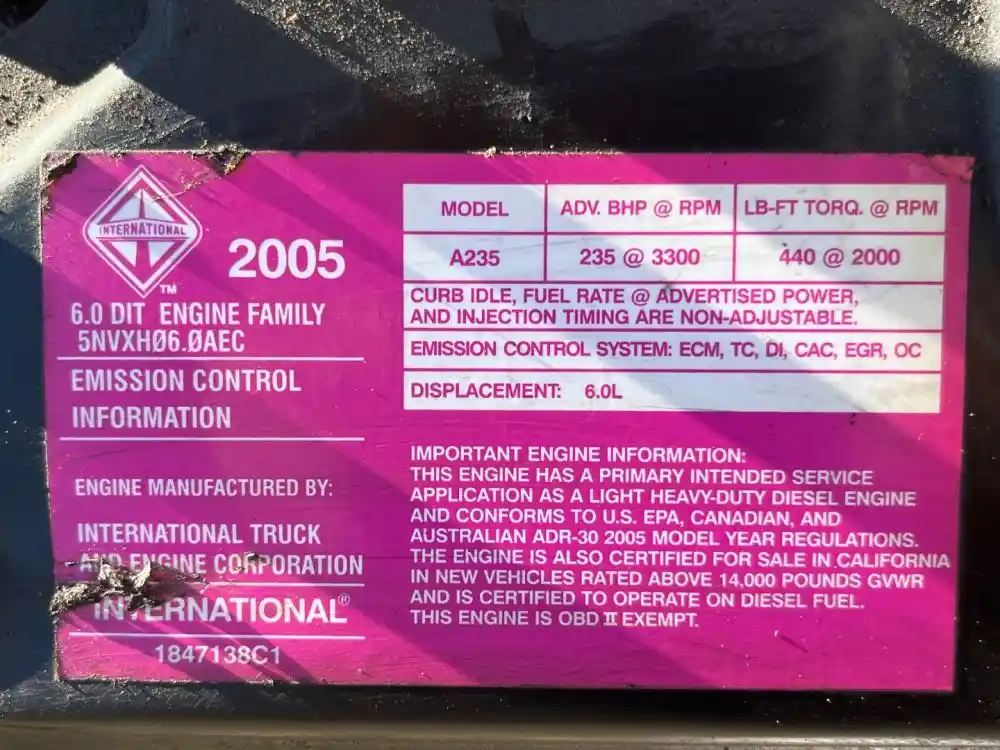 INTERNATIONAL
TM
2005
6.0 DIT ENGINE FAMILY
5NVXHØ6.ØAEC
EMISSION CONTROL
INFORMATION
ENGINE MANUFACTURED BY:
INTERNATIONAL TRUCK
AND ENGINE CORPORATION
INTERNATIONAL®
1847138C1
MODEL ADV. BHP @ RPM LB-FT TORQ. @ RPM
A235 235 @ 3300 440 @ 2000
CURB IDLE, FUEL RATE @ ADVERTISED POWER,
AND INJECTION TIMING ARE NON-ADJUSTABLE.
EMISSION CONTROL SYSTEM: ECM, TC, DI, CAC, EGR, OC
DISPLACEMENT: 6.0L
IMPORTANT ENGINE INFORMATION:
THIS ENGINE HAS A PRIMARY INTENDED SERVICE
APPLICATION AS A LIGHT HEAVY-DUTY DIESEL ENGINE
AND CONFORMS TO U.S. EPA, CANADIAN, AND
AUSTRALIAN ADR-30 2005 MODEL YEAR REGULATIONS.
THE ENGINE IS ALSO CERTIFIED FOR SALE IN CALIFORNIA
IN NEW VEHICLES RATED ABOVE 14,000 POUNDS GVWR
AND IS CERTIFIED TO OPERATE ON DIESEL FUEL.
THIS ENGINE IS OBD II EXEMPT.